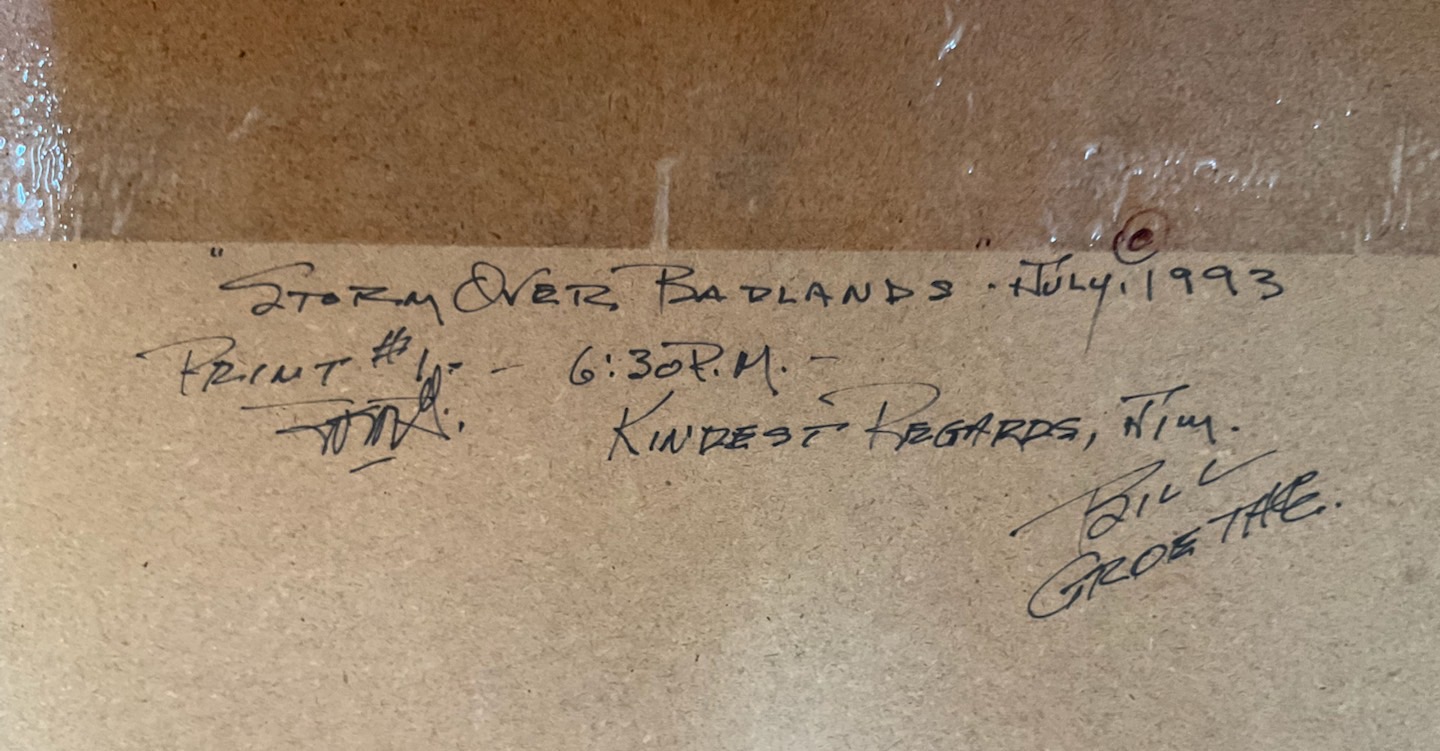 "Storm Over Badlands". July, 1993
Print #1. - 6:30 P.M. -
Kindest Regards, Jim.
Bill
Groethe.